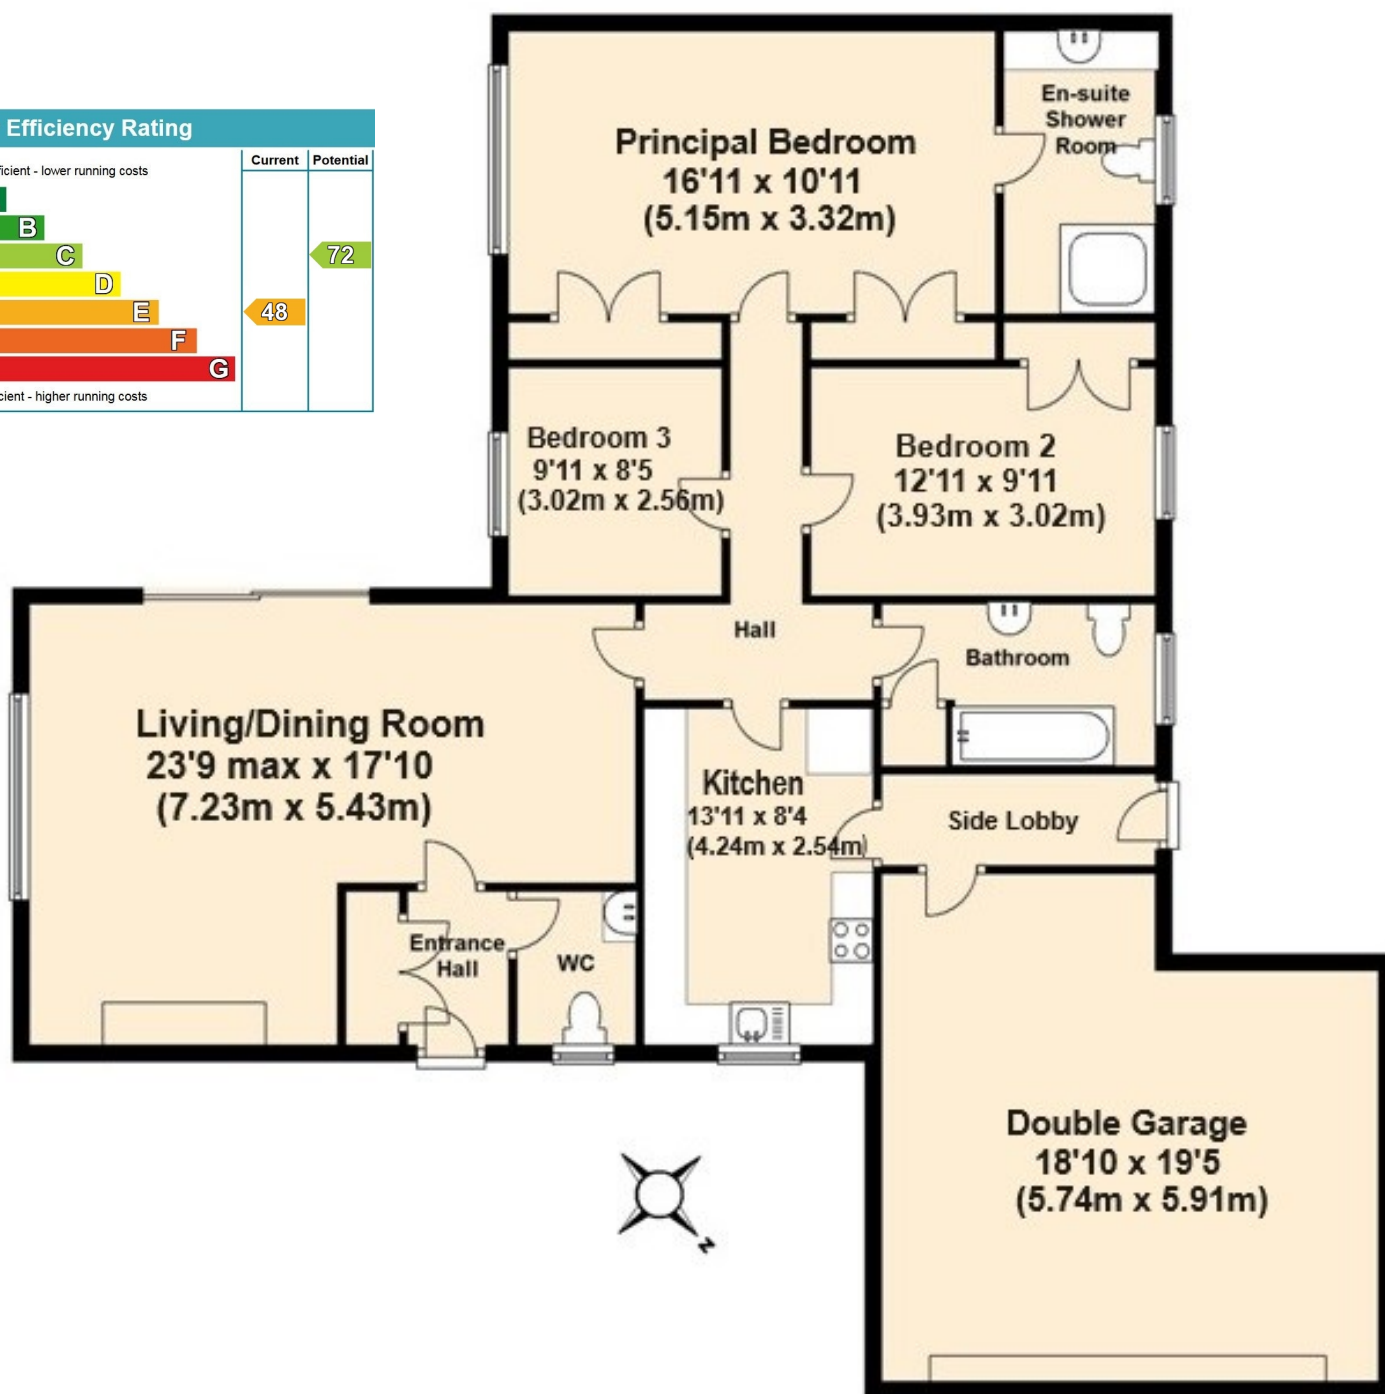 Efficiency Rating
Current
Potential
icient - lower running costs
B
C
D
E
F
G
72
48
cient - higher running costs
Principal Bedroom
16'11 x 10'11
(5.15m x 3.32m)
En-suite
Shower
Room
Bedroom 3
9'11 x 8'5
(3.02m x 2.56m)
Bedroom 2
12'11 x 9'11
(3.93m x 3.02m)
Hall
Bathroom
Living/Dining Room
23'9 max x 17'10
(7.23m x 5.43m)
Kitchen
13'11 x 8'4
(4.24m x 2.54m)
Side Lobby
Entrance
Hall
WC
Double Garage
18'10 x 19'5
(5.74m x 5.91m)
N